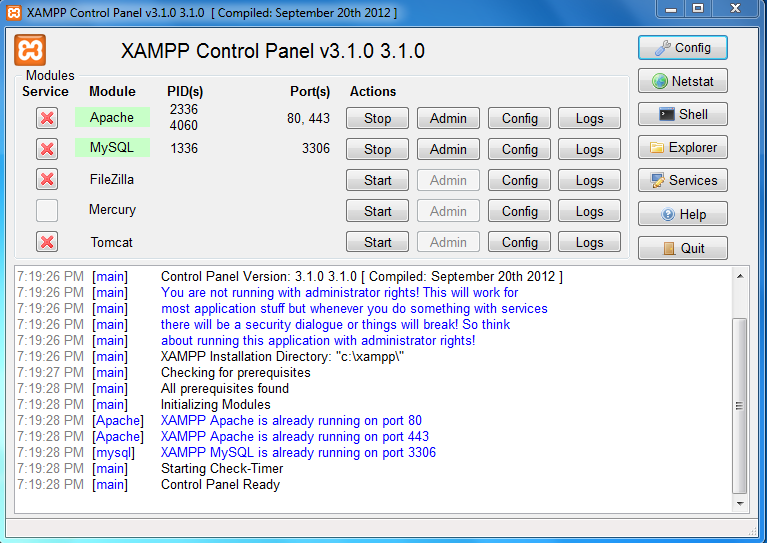 XAMPP Control Panel v3.1.0 3.1.0 [ Compiled: September 20th 2012 ]
XAMPP Control Panel v3.1.0 3.1.0
Config
Netstat
Shell
Explorer
Services
Help
Quit
Modules
Service Module PID(s) Port(s) Actions
Apache 2336 4060 80, 443 Stop Admin Config Logs
MySQL 1336 3306 Stop Admin Config Logs
FileZilla Start Admin Config Logs
Mercury Start Admin Config Logs
Tomcat Start Admin Config Logs
7:19:26 PM [main] Control Panel Version: 3.1.0 3.1.0 [ Compiled: September 20th 2012 ]
7:19:26 PM [main] You are not running with administrator rights! This will work for
7:19:26 PM [main] most application stuff but whenever you do something with services
7:19:26 PM [main] there will be a security dialogue or things will break! So think
7:19:26 PM [main] about running this application with administrator rights!
7:19:26 PM [main] XAMPP Installation Directory: "c:\xampp\"
7:19:27 PM [main] Checking for prerequisites
7:19:28 PM [main] All prerequisites found
7:19:28 PM [main] Initializing Modules
7:19:28 PM [Apache] XAMPP Apache is already running on port 80
7:19:28 PM [Apache] XAMPP Apache is already running on port 443
7:19:28 PM [mysql] XAMPP MySQL is already running on port 3306
7:19:28 PM [main] Starting Check-Timer
7:19:28 PM [main] Control Panel Ready